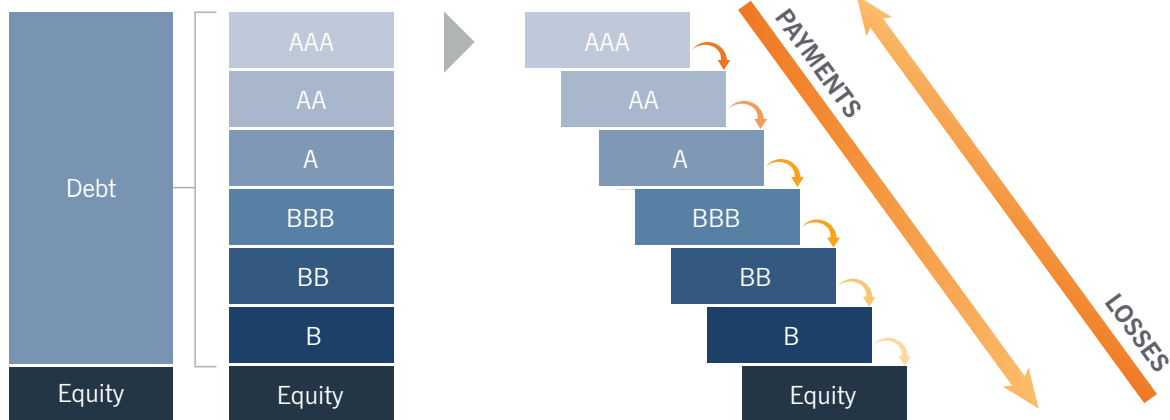 Debt
Equity
AAA
AA
A
BBB
BB
B
Equity
AAA
AA
A
BBB
BB
B
Equity
PAYMENTS
LOSSES